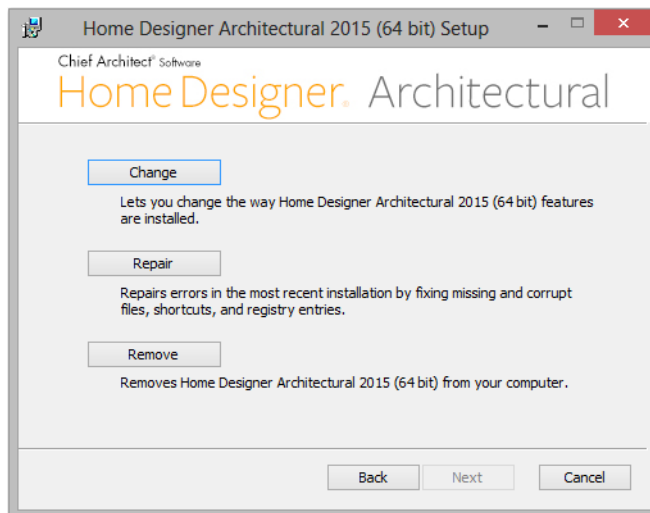 Home Designer Architectural 2015 (64 bit) Setup
Chief Architect® Software
Home Designer® Architectural
Change
Lets you change the way Home Designer Architectural 2015 (64 bit) features
are installed.
Repair
Repairs errors in the most recent installation by fixing missing and corrupt
files, shortcuts, and registry entries.
Remove
Removes Home Designer Architectural 2015 (64 bit) from your computer.
Back Next Cancel